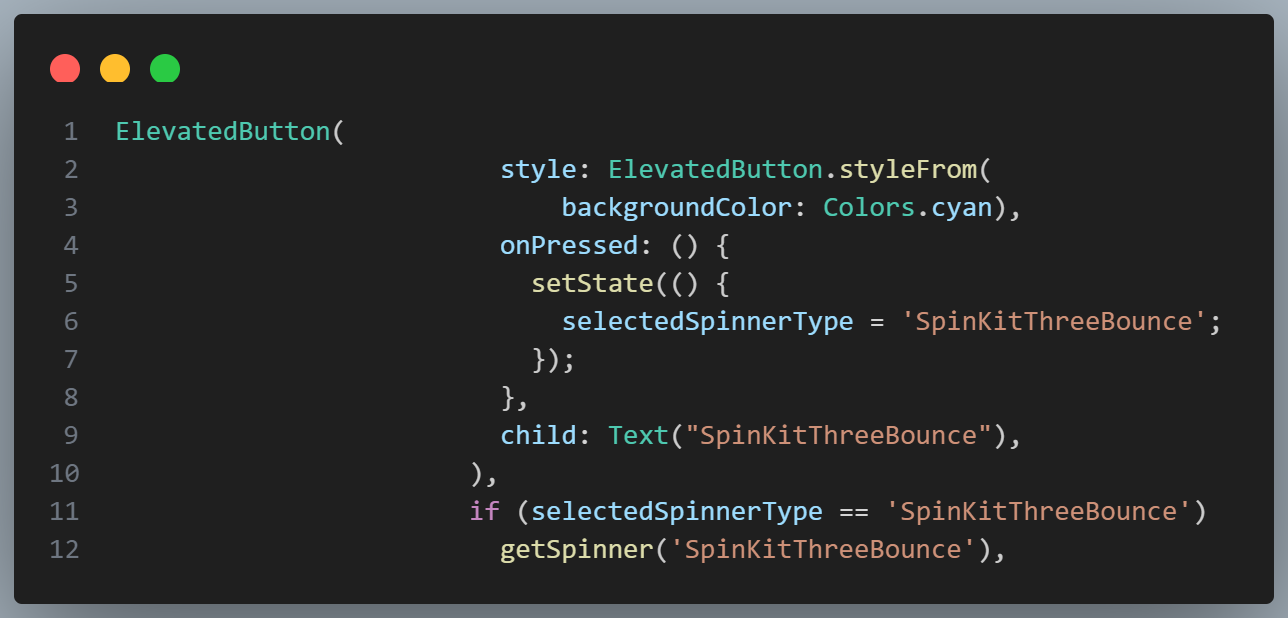 1 ElevatedButton(
2 style: ElevatedButton.styleFrom(
3 backgroundColor: Colors.cyan),
4 onPressed: () {
5 setState(() {
6 selectedSpinnerType = 'SpinKitThreeBounce';
7 });
8 },
9 child: Text("SpinKitThreeBounce"),
10 ),
11 if (selectedSpinnerType == 'SpinKitThreeBounce')
12 getSpinner('SpinKitThreeBounce'),